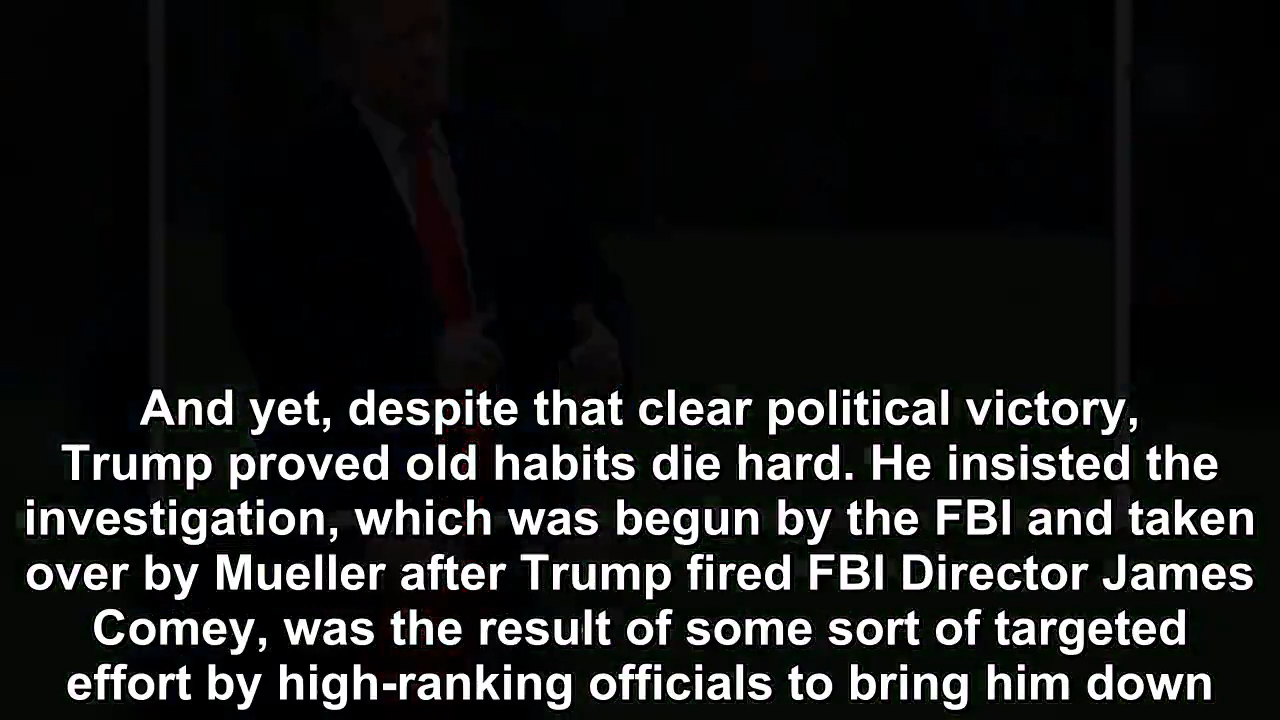 And yet, despite that clear political victory,
Trump proved old habits die hard. He insisted the
investigation, which was begun by the FBI and taken
over by Mueller after Trump fired FBI Director James
Comey, was the result of some sort of targeted
effort by high-ranking officials to bring him down